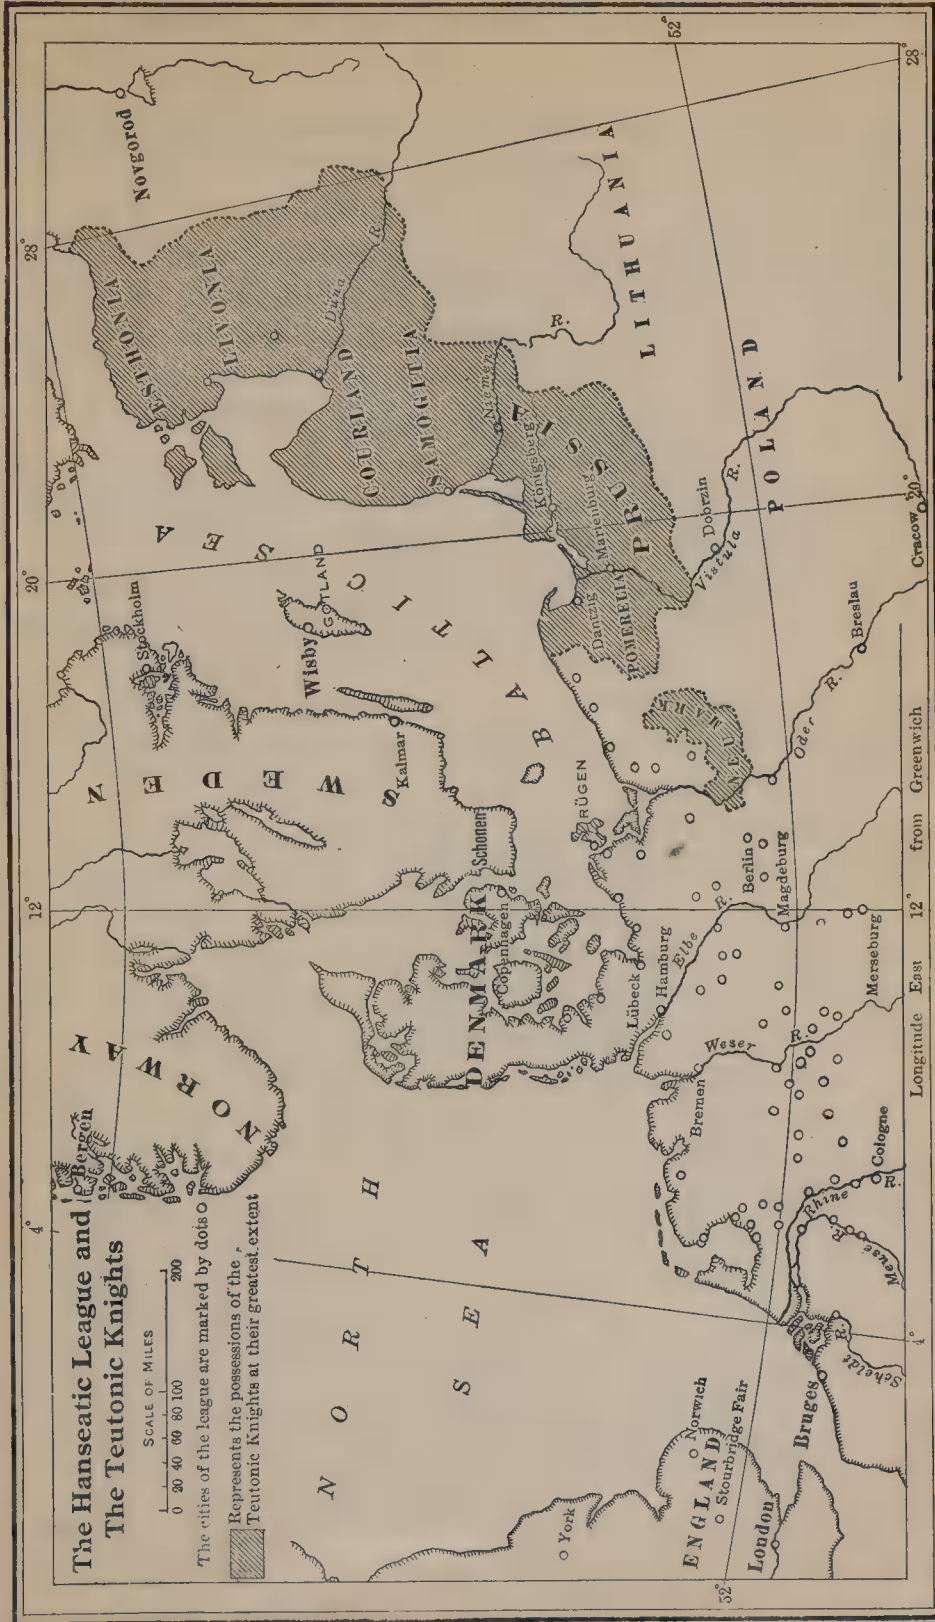 The Hanseatic League and
The Teutonic Knights
SCALE OF MILES
0 20 40 60 80 100 200
The cities of the league are marked by dots
Represents the possessions of the
Teutonic Knights at their greatest extent
4°
12°
20°
28°
Bergen
NORWAY
SWEDEN
Stockholm
Kalmar
Wisby
GOTLAND
BALTIC SEA
ESTHONIA
LIVONIA
Novgorod
Düna R.
COURLAND
SAMOGITIA
Niemen
R.
LITHUANIA
NORTH
SEA
DENMARK
Copenhagen
Schonen
RÜGEN
Königsberg
Marienburg
PRUSSIA
Dantzig
POMERELIA
NEUMARK
Dobrzin
Vistula R.
POLAND
Cracow
Oder R.
Breslau
Lübeck
Hamburg
Elbe R.
Berlin
Magdeburg
Merseburg
Bremen
Weser R.
Rhine R.
Cologne
Meuse R.
Scheldt R.
Bruges
York
ENGLAND
Norwich
Stourbridge Fair
London
52°
52°
4°
Longitude East 12° from Greenwich
20°
28°